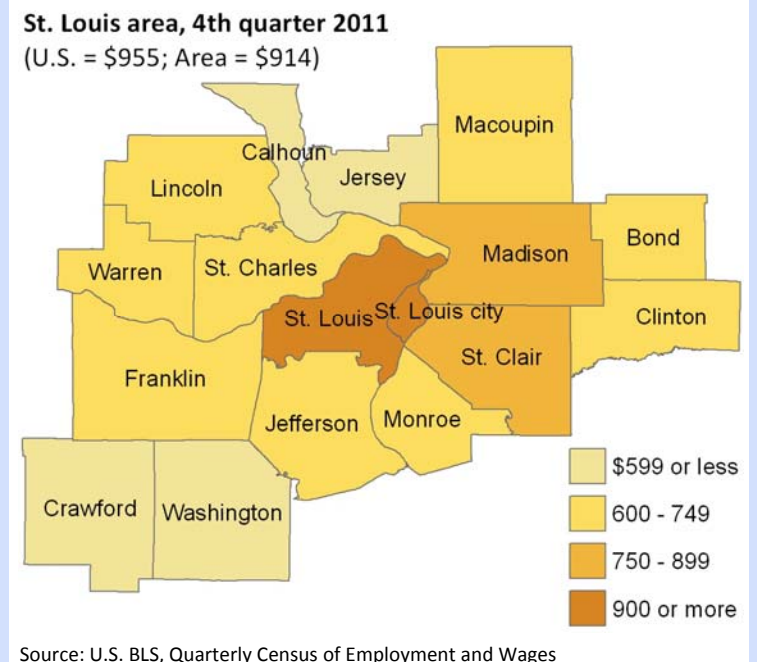 St. Louis area, 4th quarter 2011
(U.S. = $955; Area = $914)
Macoupin
Calhoun
Jersey
Lincoln
Bond
Madison
St. Charles
Warren
St. Louis
St. Louis city
Clinton
St. Clair
Franklin
Jefferson
Monroe
Crawford
Washington
$599 or less
600 - 749
750 - 899
900 or more
Source: U.S. BLS, Quarterly Census of Employment and Wages